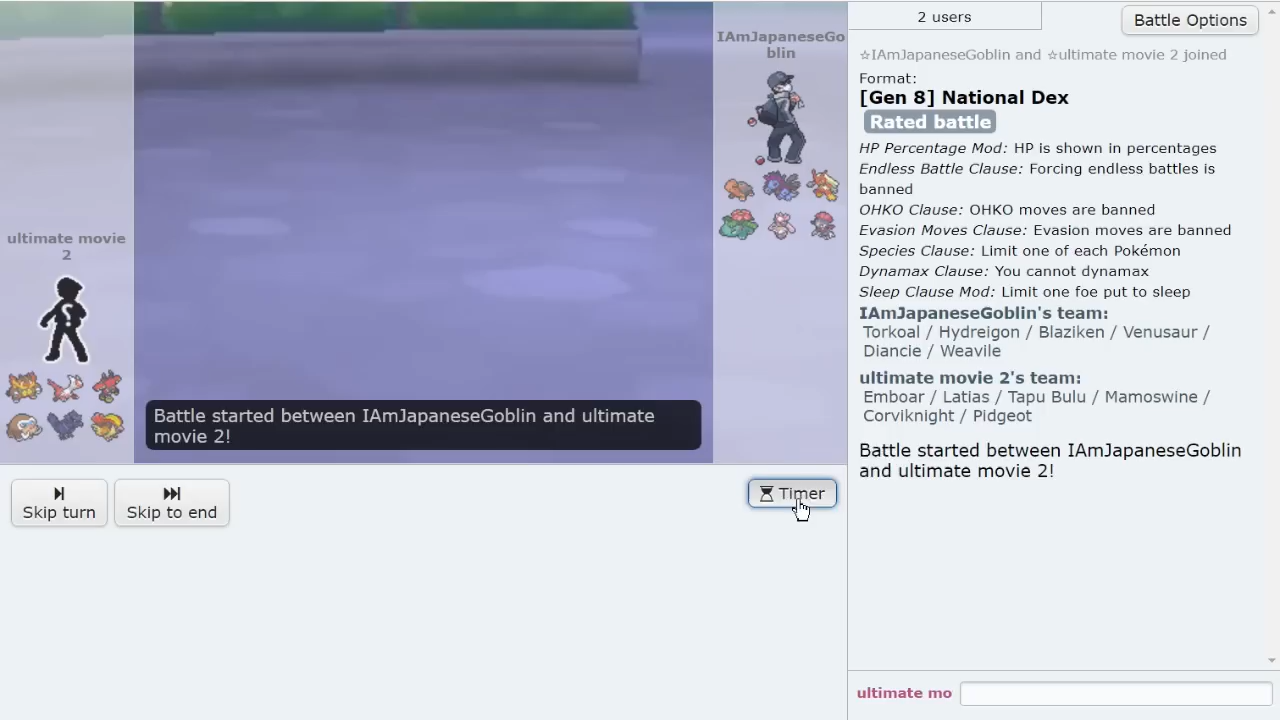 IAmJapaneseGo
blin
ultimate movie
2
Battle started between IAmJapaneseGoblin and ultimate
movie 2!
Skip turn
Skip to end
Timer
2 users
Battle Options
☆IAmJapaneseGoblin and ☆ultimate movie 2 joined
Format:
[Gen 8] National Dex
Rated battle
HP Percentage Mod: HP is shown in percentages
Endless Battle Clause: Forcing endless battles is
banned
OHKO Clause: OHKO moves are banned
Evasion Moves Clause: Evasion moves are banned
Species Clause: Limit one of each Pokémon
Dynamax Clause: You cannot dynamax
Sleep Clause Mod: Limit one foe put to sleep
IAmJapaneseGoblin's team:
Torkoal / Hydreigon / Blaziken / Venusaur /
Diancie / Weavile
ultimate movie 2's team:
Emboar / Latias / Tapu Bulu / Mamoswine /
Corviknight / Pidgeot
Battle started between IAmJapaneseGoblin
and ultimate movie 2!
ultimate mo